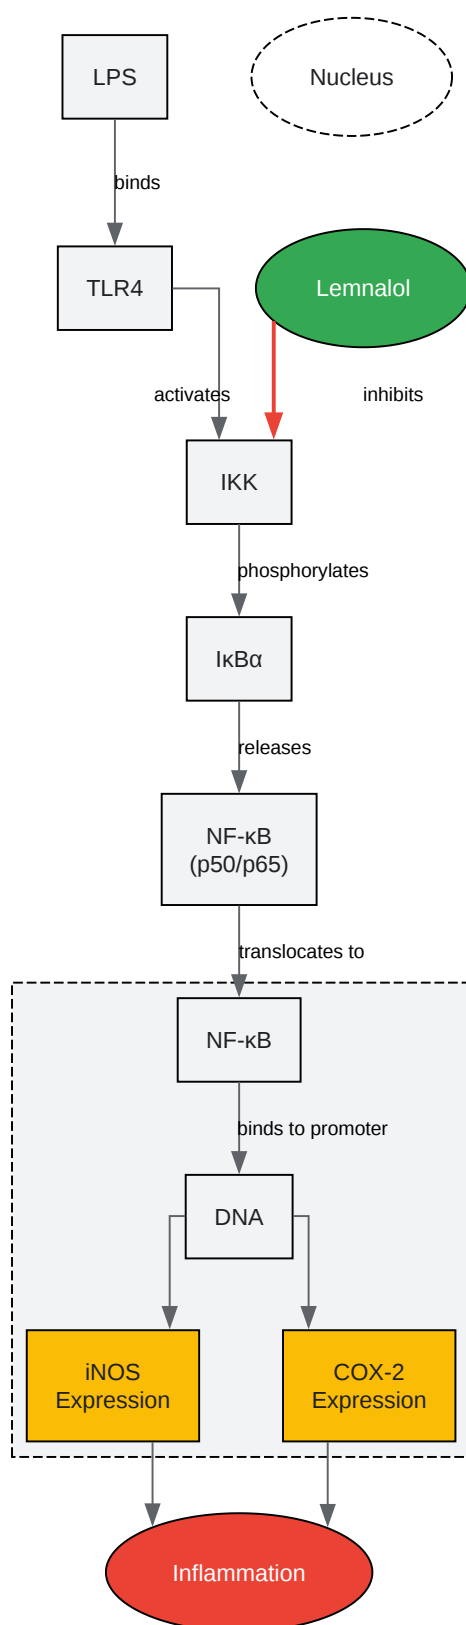 LPS
Nucleus
binds
TLR4
Lemnalol
activates
inhibits
IKK
phosphorylates
IκBα
releases
NF-κB
(p50/p65)
translocates to
NF-κB
binds to promoter
DNA
iNOS
Expression
COX-2
Expression
Inflammation